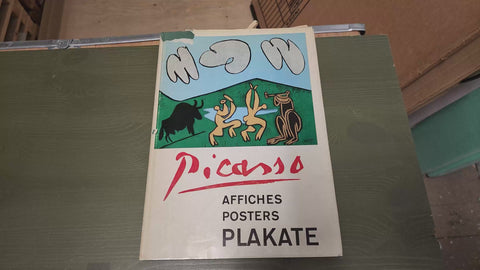 Picasso
AFFICHES
POSTERS
PLAKATE